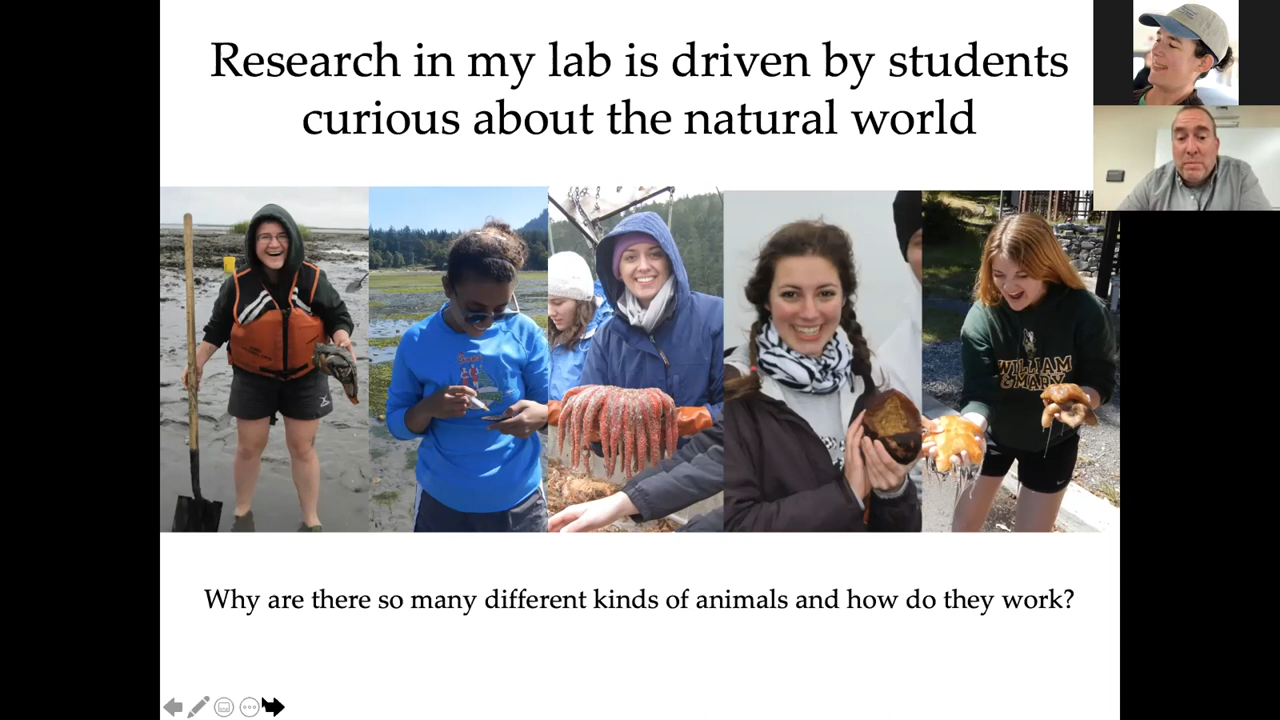 Research in my lab is driven by students
curious about the natural world
WILLIAM
& MARY
Why are there so many different kinds of animals and how do they work?